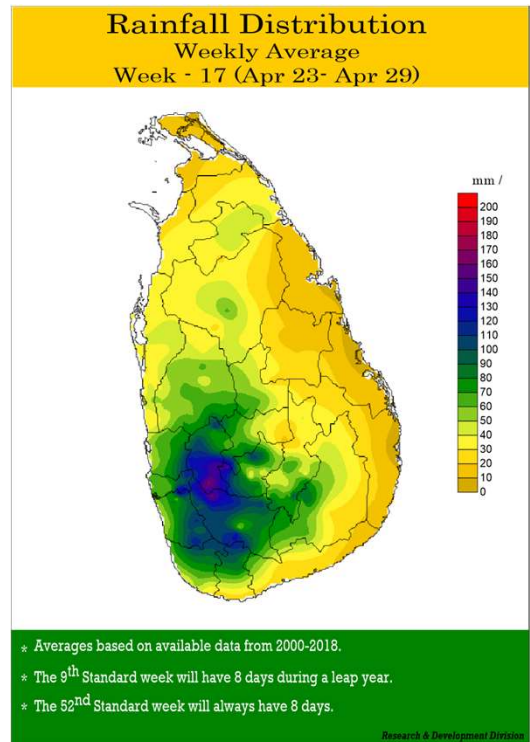 Rainfall Distribution
Weekly Average
Week - 17 (Apr 23- Apr 29)
mm /
200
190
180
170
160
150
140
130
120
110
100
90
80
70
60
50
40
30
20
10
0
* Averages based on available data from 2000-2018.
* The 9th Standard week will have 8 days during a leap year.
* The 52nd Standard week will always have 8 days.
Research & Development Division